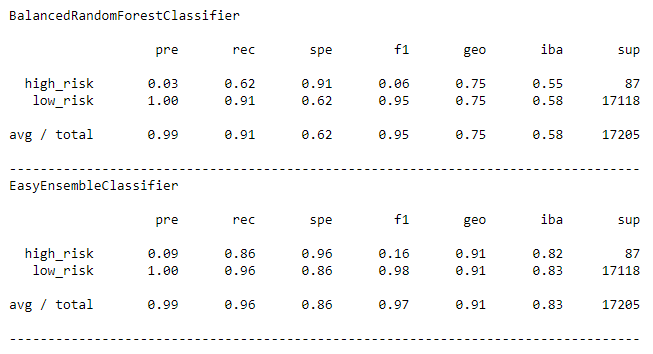 BalancedRandomForestClassifier
pre rec spe f1 geo iba sup
high_risk 0.03 0.62 0.91 0.06 0.75 0.55 87
low_risk 1.00 0.91 0.62 0.95 0.75 0.58 17118
avg / total 0.99 0.91 0.62 0.95 0.75 0.58 17205
--------------------------------------------------------------------------------
EasyEnsembleClassifier
pre rec spe f1 geo iba sup
high_risk 0.09 0.86 0.96 0.16 0.91 0.82 87
low_risk 1.00 0.96 0.86 0.98 0.91 0.83 17118
avg / total 0.99 0.96 0.86 0.97 0.91 0.83 17205
--------------------------------------------------------------------------------